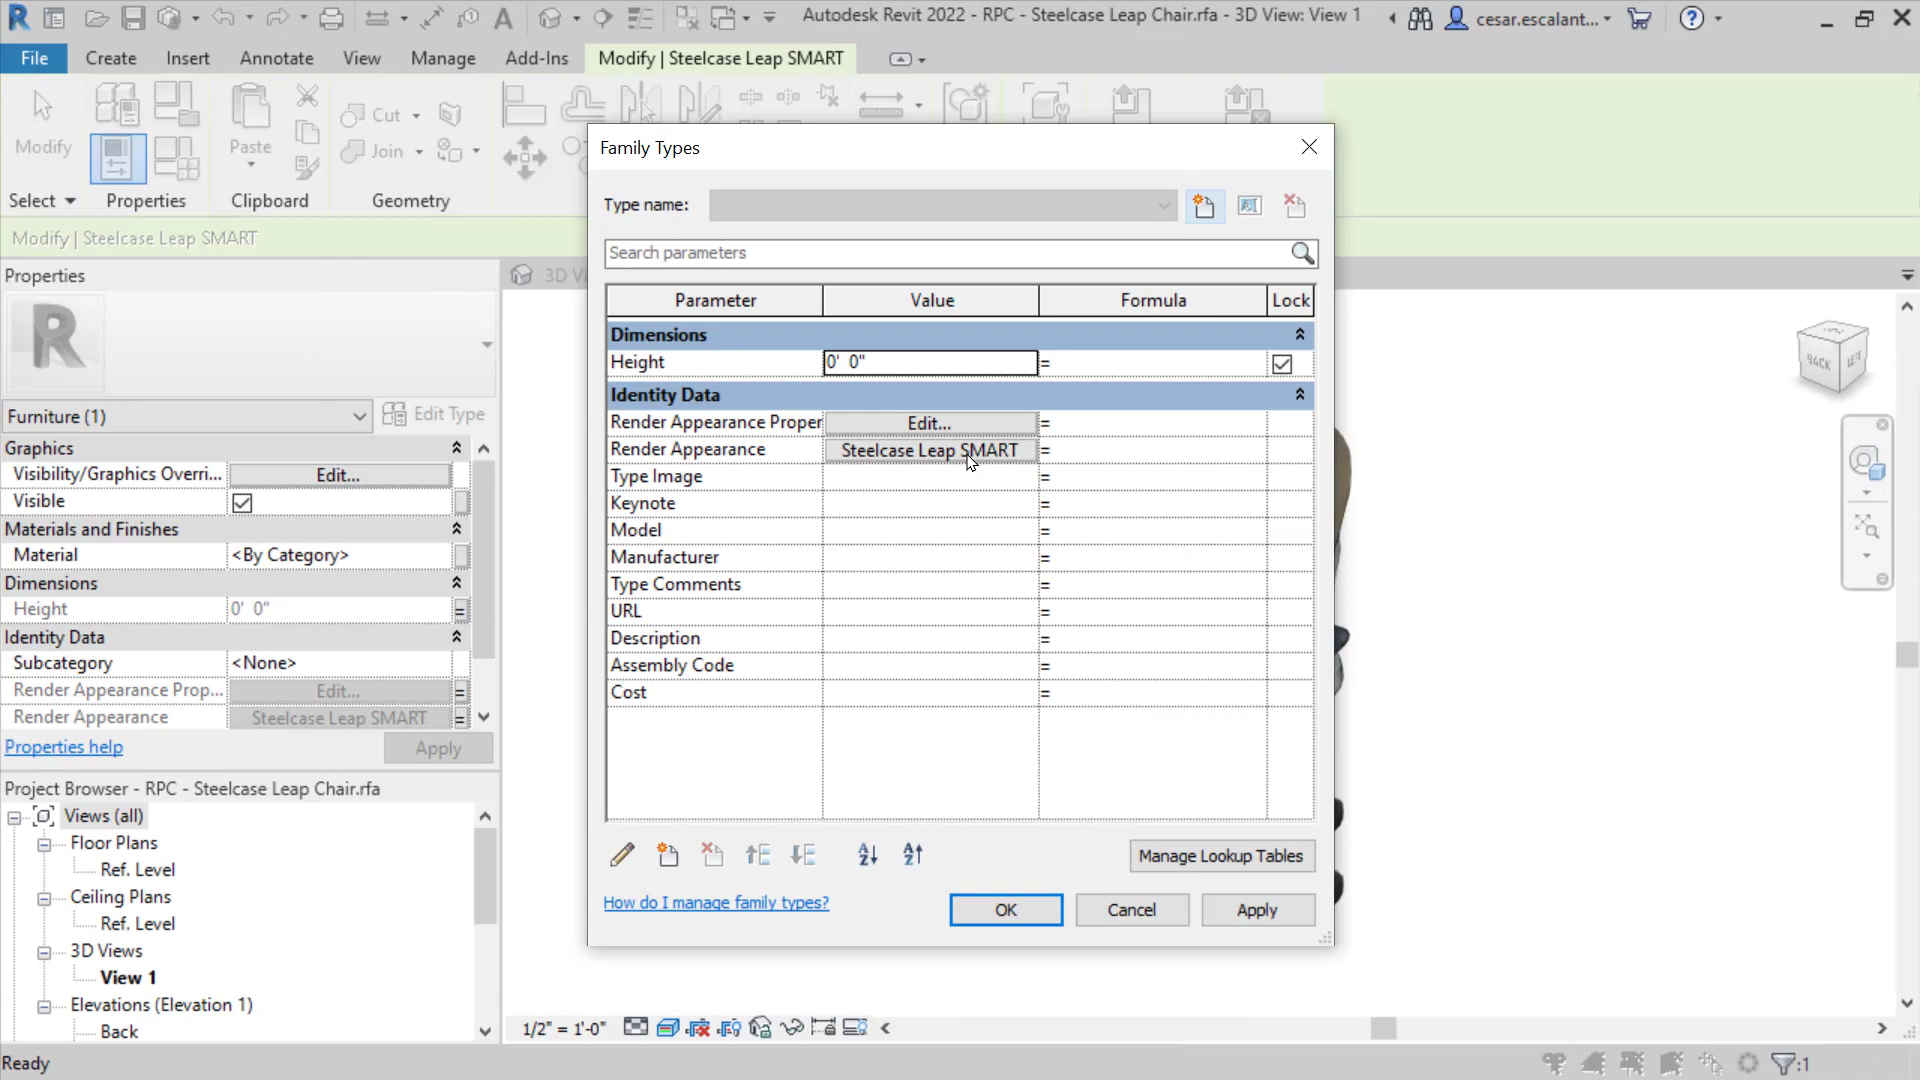 Autodesk Revit 2022 - RPC - Steelcase Leap Chair.rfa - 3D View: View 1
cesar.escalant...
File Create Insert Annotate View Manage Add-Ins Modify | Steelcase Leap SMART
Modify
Paste
Cut
Join
Select Properties Clipboard Geometry
Modify | Steelcase Leap SMART
Properties
Furniture (1) Edit Type
Graphics
Visibility/Graphics Overri... Edit...
Visible
Materials and Finishes
Material <By Category>
Dimensions
Height 0' 0" =
Identity Data
Subcategory <None>
Render Appearance Prop... Edit... =
Render Appearance Steelcase Leap SMART =
Properties help Apply
Project Browser - RPC - Steelcase Leap Chair.rfa
Views (all)
Floor Plans
Ref. Level
Ceiling Plans
Ref. Level
3D Views
View 1
Elevations (Elevation 1)
Back
3D Vi
Family Types
Type name:
Search parameters
Parameter Value Formula Lock
Dimensions
Height 0' 0" =
Identity Data
Render Appearance Proper Edit... =
Render Appearance Steelcase Leap SMART =
Type Image =
Keynote =
Model =
Manufacturer =
Type Comments =
URL =
Description =
Assembly Code =
Cost =
Manage Lookup Tables
How do I manage family types?
OK Cancel Apply
BACK LEFT
1/2" = 1'-0"
Ready
:1